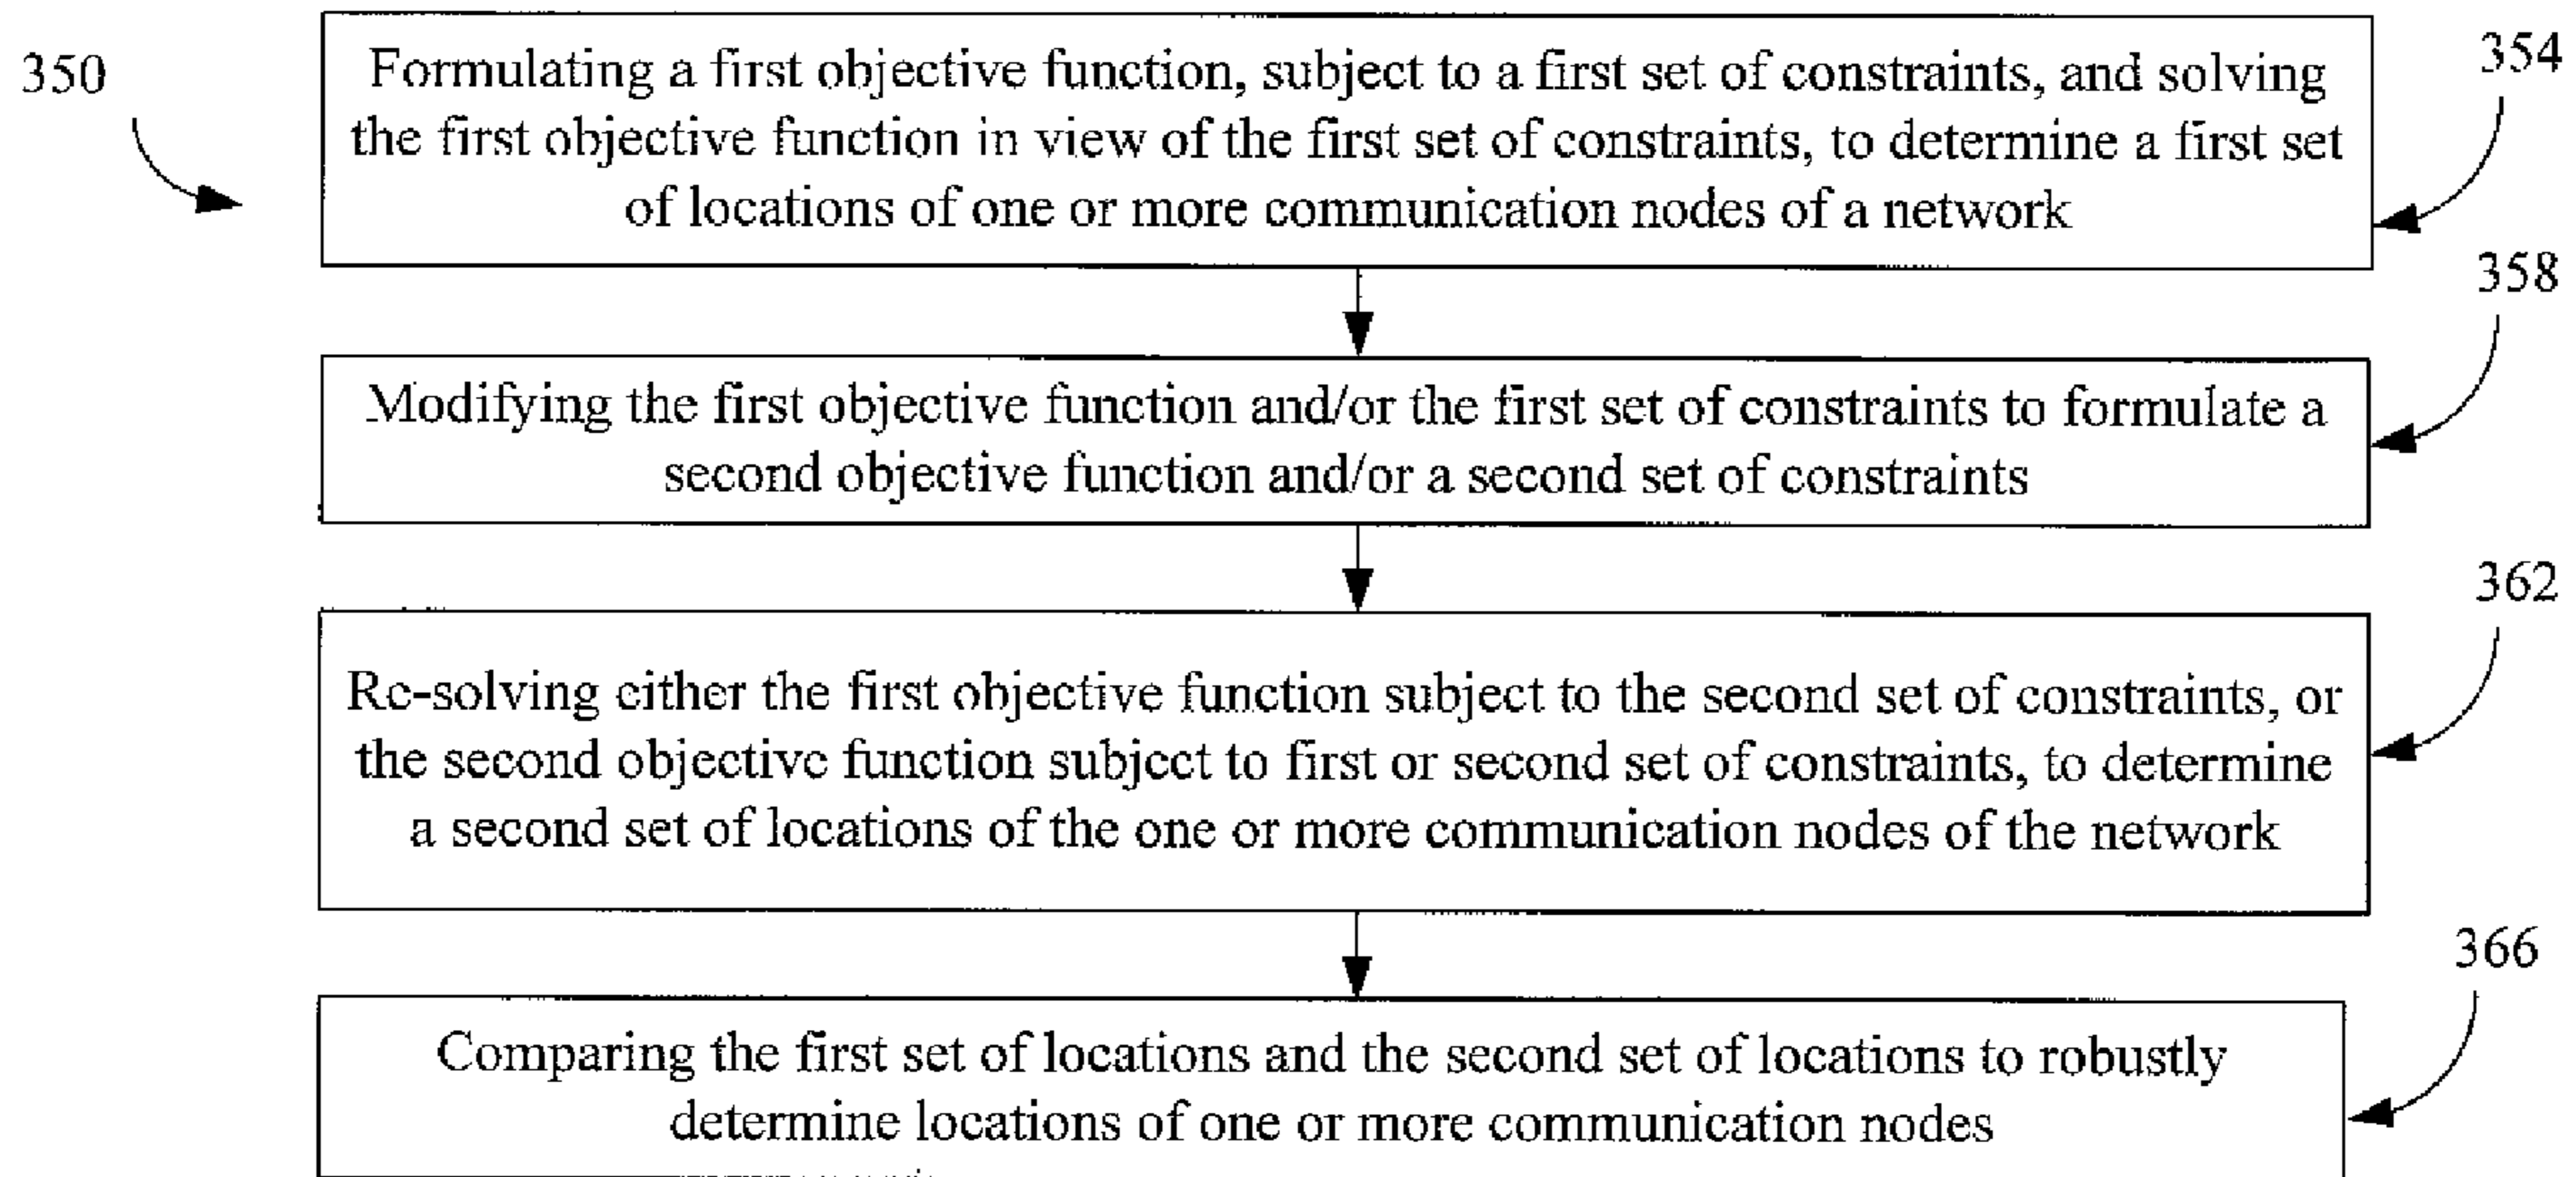 350
Formulating a first objective function, subject to a first set of constraints, and solving
the first objective function in view of the first set of constraints, to determine a first set
of locations of one or more communication nodes of a network
354
358
Modifying the first objective function and/or the first set of constraints to formulate a
second objective function and/or a second set of constraints
362
Re-solving either the first objective function subject to the second set of constraints, or
the second objective function subject to first or second set of constraints, to determine
a second set of locations of the one or more communication nodes of the network
366
Comparing the first set of locations and the second set of locations to robustly
determine locations of one or more communication nodes